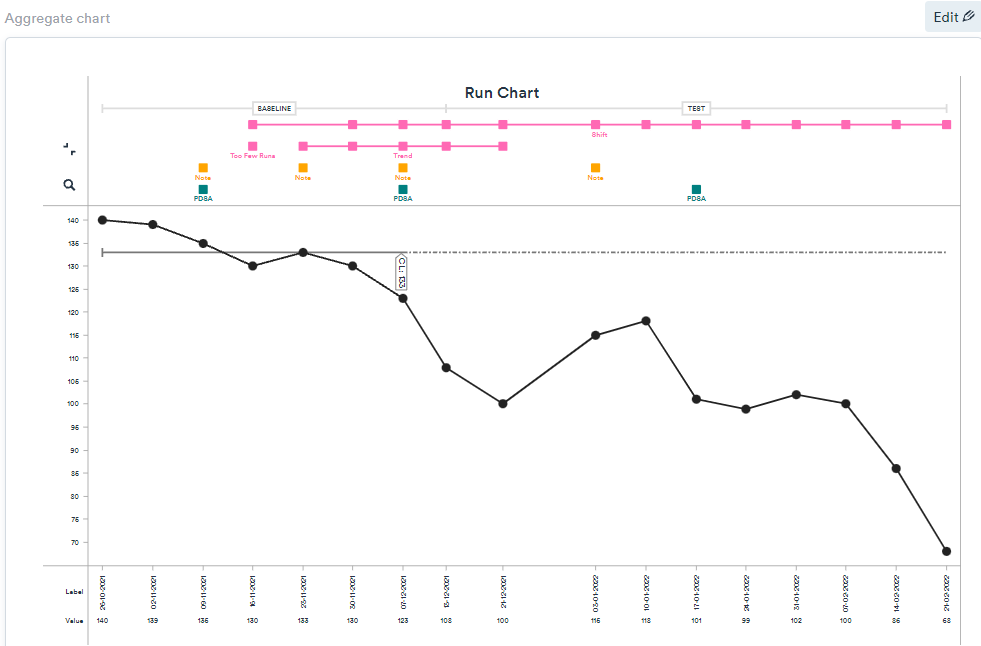 Aggregate chart
Edit
Run Chart
BASELINE TEST
Shift
Too Few Runs Trend
Note Note Note Note
PDSA PDSA PDSA
140
135
130
125
120
115
110
105
100
95
90
85
80
75
70
CL: 133
Label 26-10-2021 02-11-2021 09-11-2021 16-11-2021 23-11-2021 30-11-2021 07-12-2021 13-12-2021 21-12-2021 03-01-2022 10-01-2022 17-01-2022 24-01-2022 31-01-2022 07-02-2022 14-02-2022 21-02-2022
Value 140 139 135 130 133 130 123 108 100 115 118 101 99 102 100 86 68